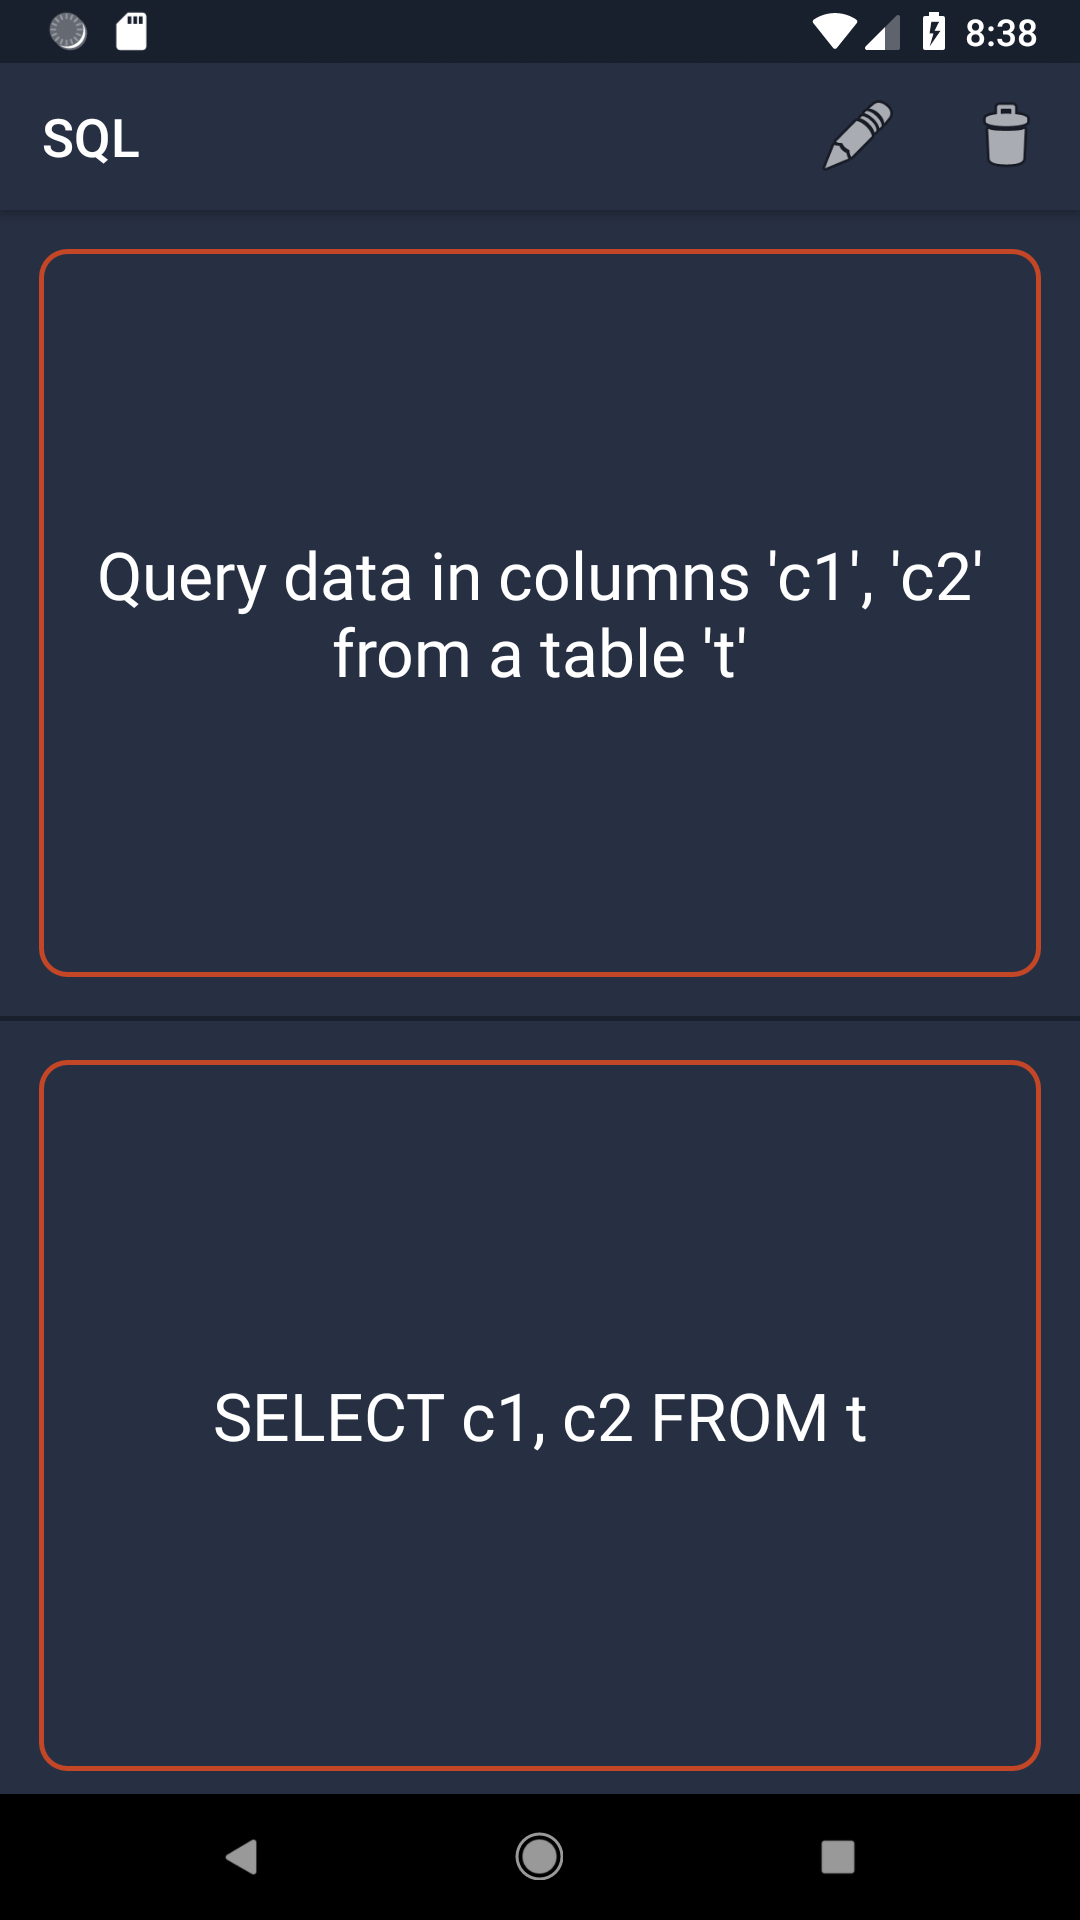 8:38
SQL
Query data in columns 'c1', 'c2'
from a table 't'
SELECT c1, c2 FROM t